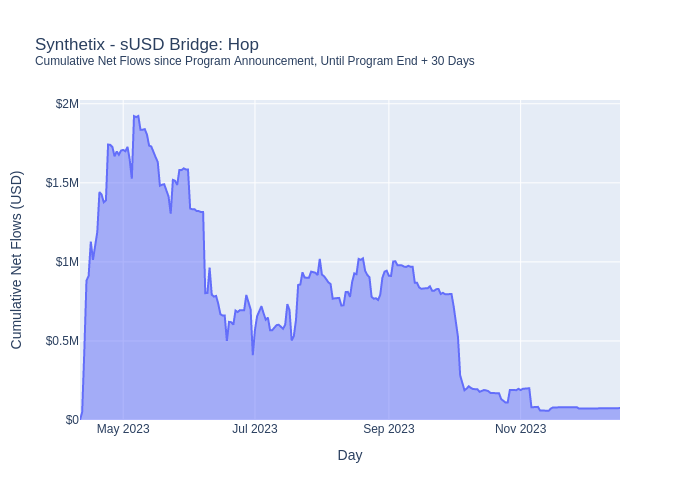 Synthetix - sUSD Bridge: Hop
Cumulative Net Flows since Program Announcement, Until Program End + 30 Days
Cumulative Net Flows (USD)
$2M
$1.5M
$1M
$0.5M
$0
May 2023
Jul 2023
Sep 2023
Nov 2023
Day